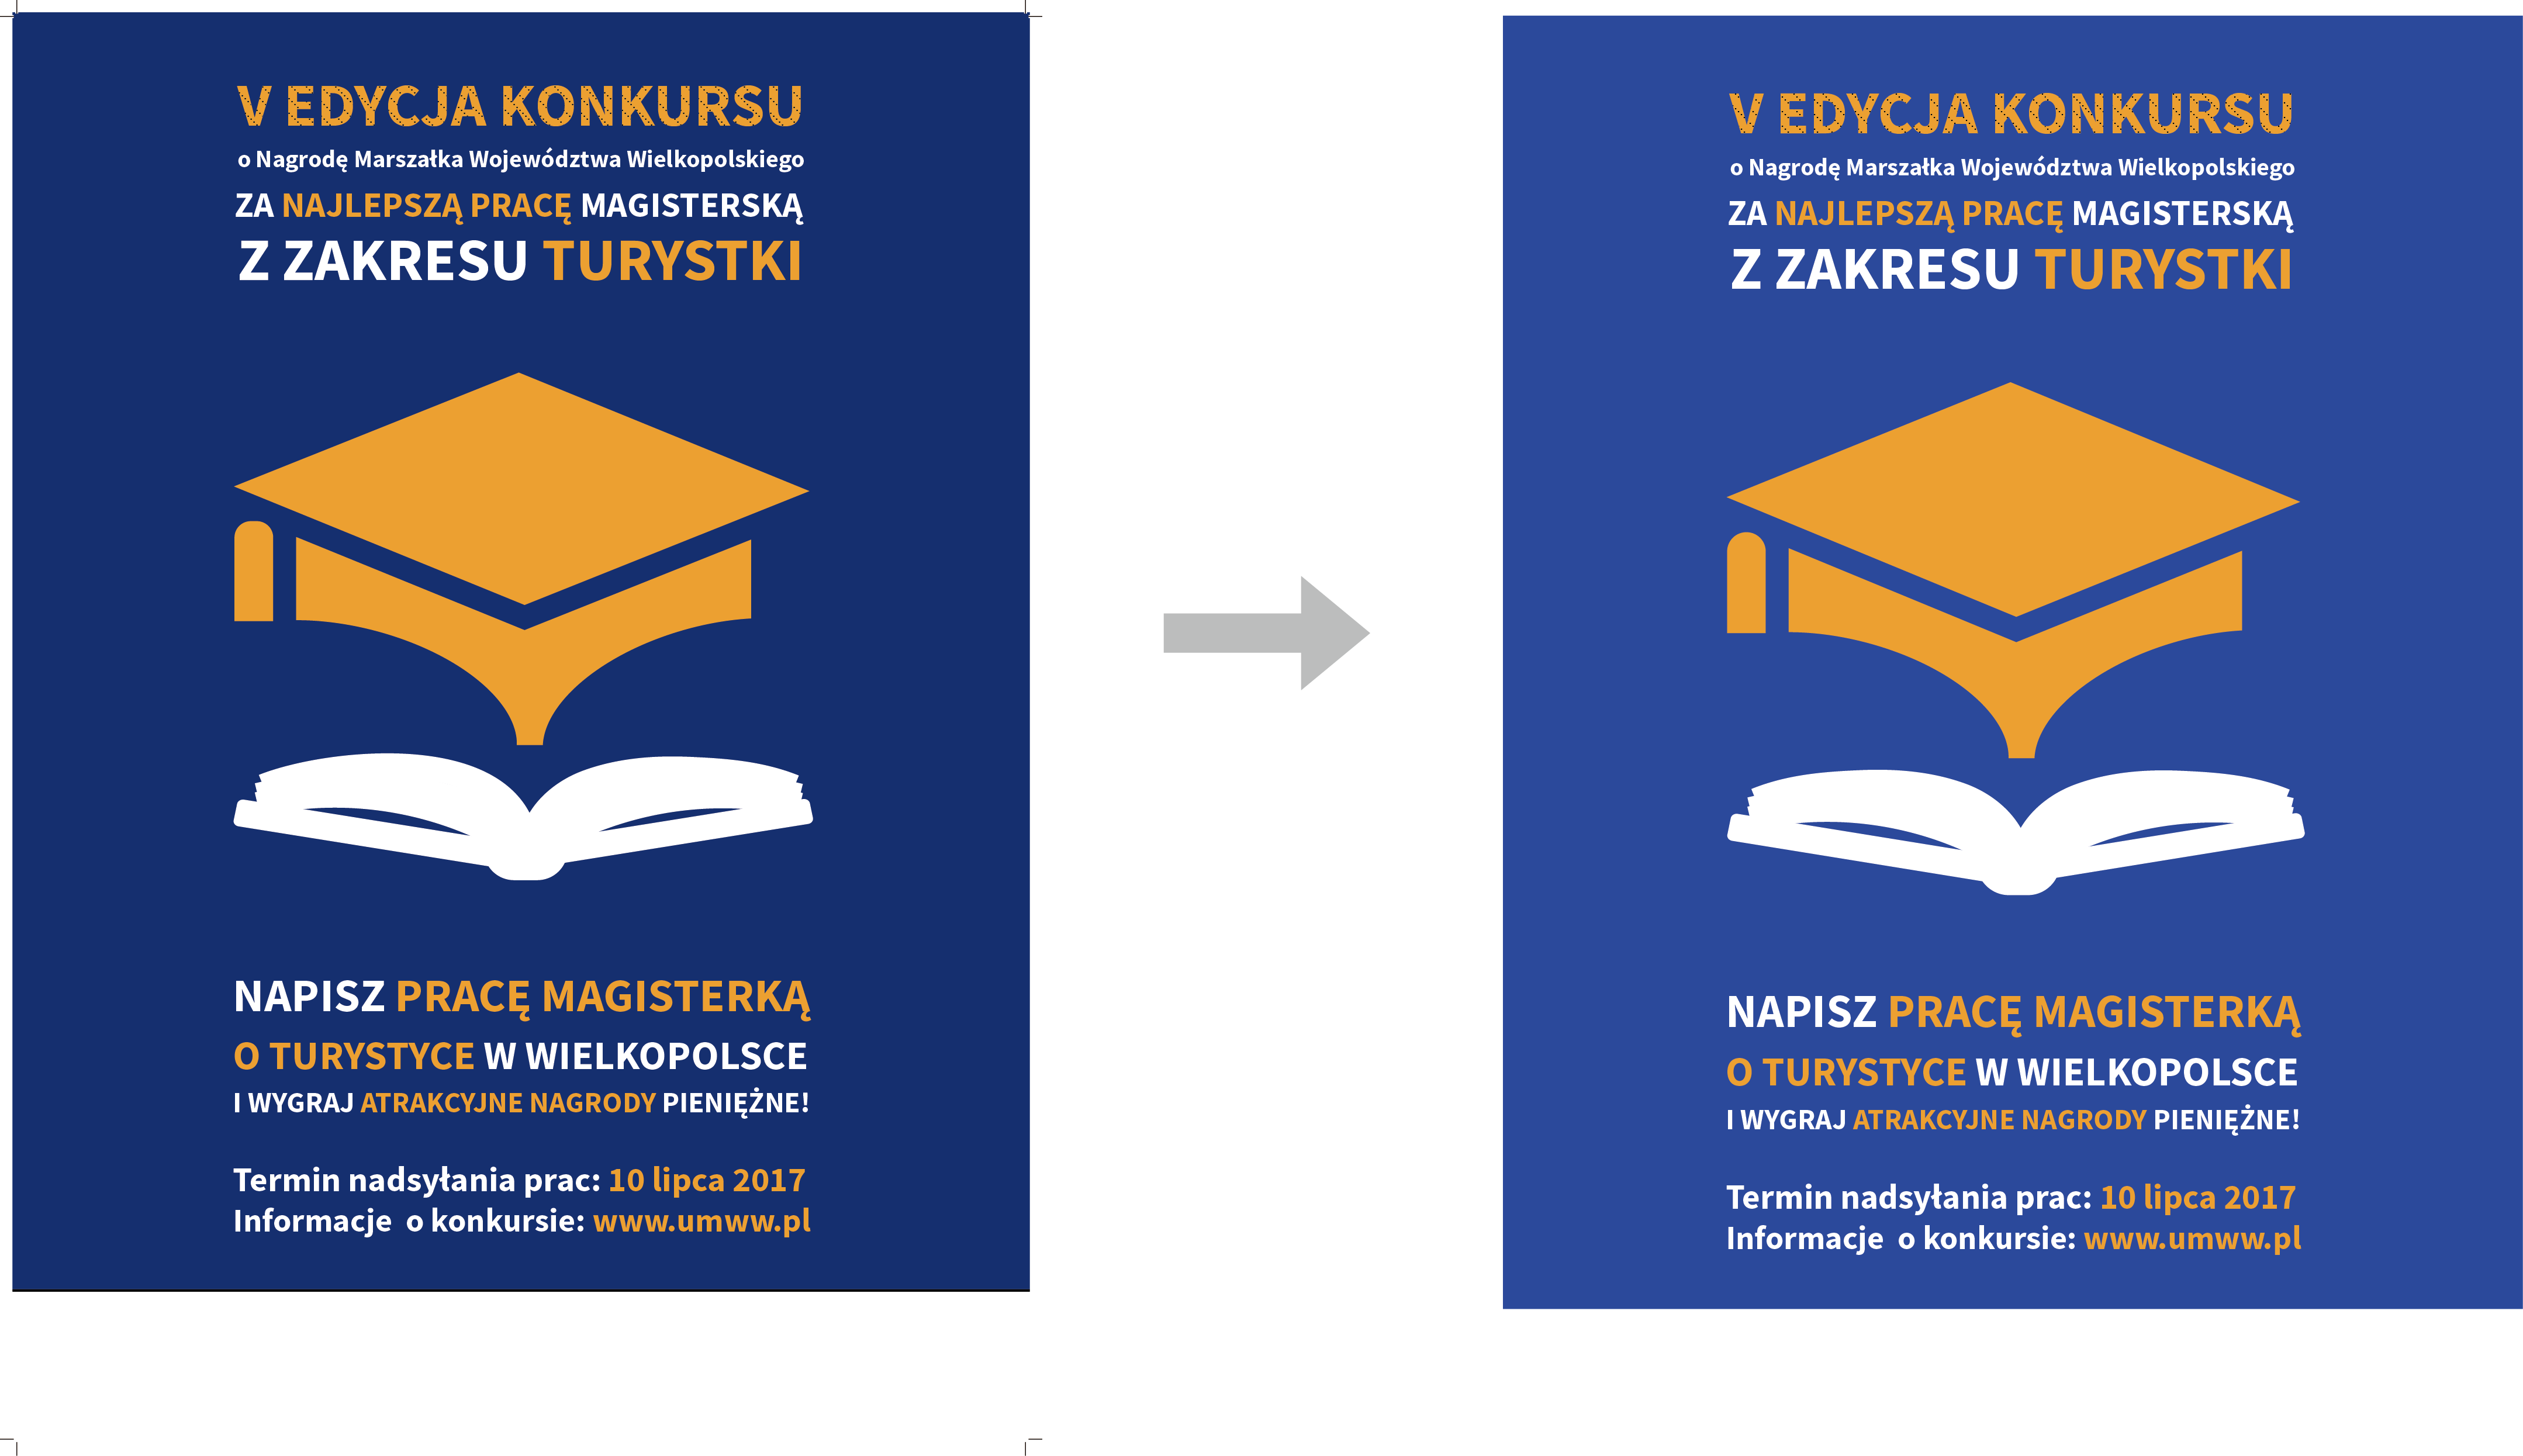 V EDYCJA KONKURSU
o Nagrodę Marszałka Województwa Wielkopolskiego
ZA NAJLEPSZĄ PRACĘ MAGISTERSKĄ
Z ZAKRESU TURYSTKI
NAPISZ PRACĘ MAGISTERKĄ
O TURYSTYCE W WIELKOPOLSCE
I WYGRAJ ATRAKCYJNE NAGRODY PIENIĘŻNE!
Termin nadsyłania prac: 10 lipca 2017
Informacje o konkursie: www.umww.pl
V EDYCJA KONKURSU
o Nagrodę Marszałka Województwa Wielkopolskiego
ZA NAJLEPSZĄ PRACĘ MAGISTERSKĄ
Z ZAKRESU TURYSTKI
NAPISZ PRACĘ MAGISTERKĄ
O TURYSTYCE W WIELKOPOLSCE
I WYGRAJ ATRAKCYJNE NAGRODY PIENIĘŻNE!
Termin nadsyłania prac: 10 lipca 2017
Informacje o konkursie: www.umww.pl